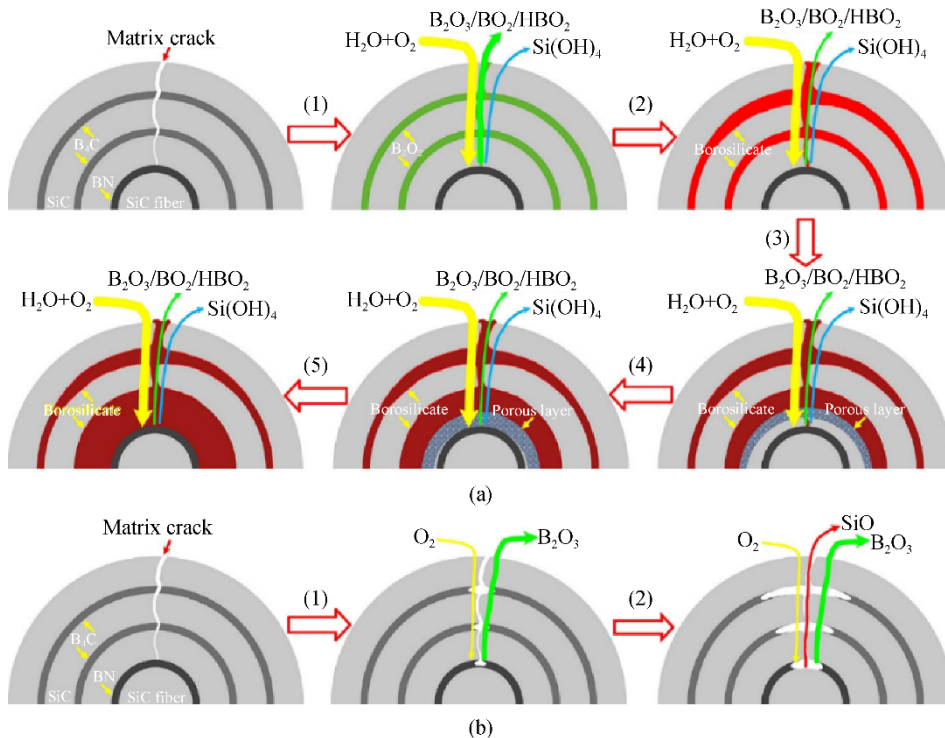 Matrix crack
B₄C
BN
SiC
SiC fiber
(1)
B₂O₃/BO₂/HBO₂
H₂O+O₂
Si(OH)₄
(2)
B₂O₃/BO₂/HBO₂
H₂O+O₂
Si(OH)₄
Borosilicate
(3)
B₂O₃/BO₂/HBO₂
H₂O+O₂
Si(OH)₄
Borosilicate
(5)
B₂O₃/BO₂/HBO₂
H₂O+O₂
Si(OH)₄
Borosilicate
Porous layer
(4)
B₂O₃/BO₂/HBO₂
H₂O+O₂
Si(OH)₄
Borosilicate
Porous layer
(a)
Matrix crack
B₄C
BN
SiC
SiC fiber
(1)
O₂
B₂O₃
(2)
SiO
O₂
B₂O₃
(b)